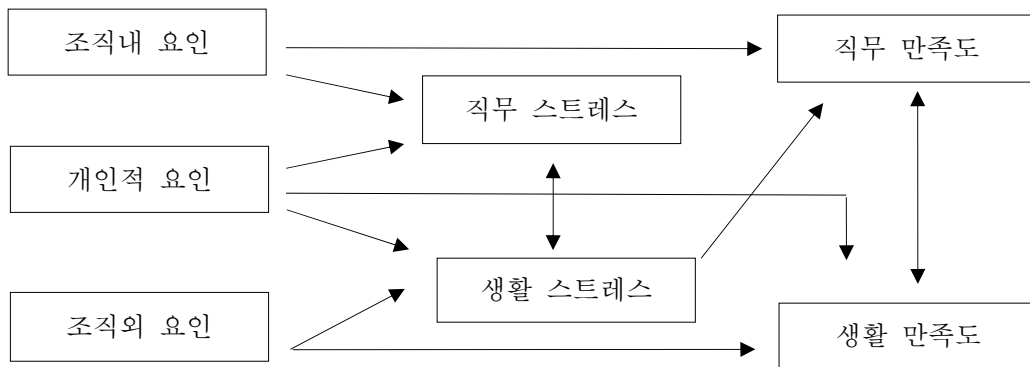 조직내 요인
직무 만족도
직무 스트레스
개인적 요인
생활 스트레스
조직외 요인
생활 만족도